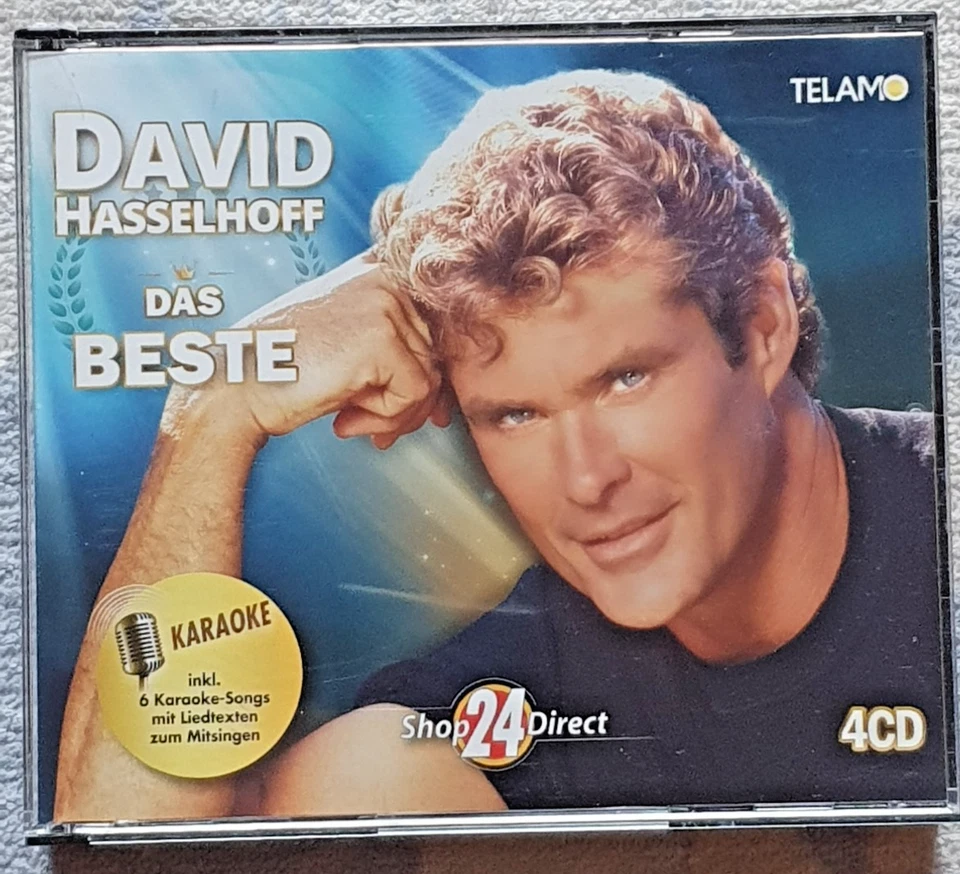 TELAMO
DAVID
HASSELHOFF
DAS
BESTE
KARAOKE
inkl.
6 Karaoke-Songs
mit Liedtexten
zum Mitsingen
Shop24Direct
4CD